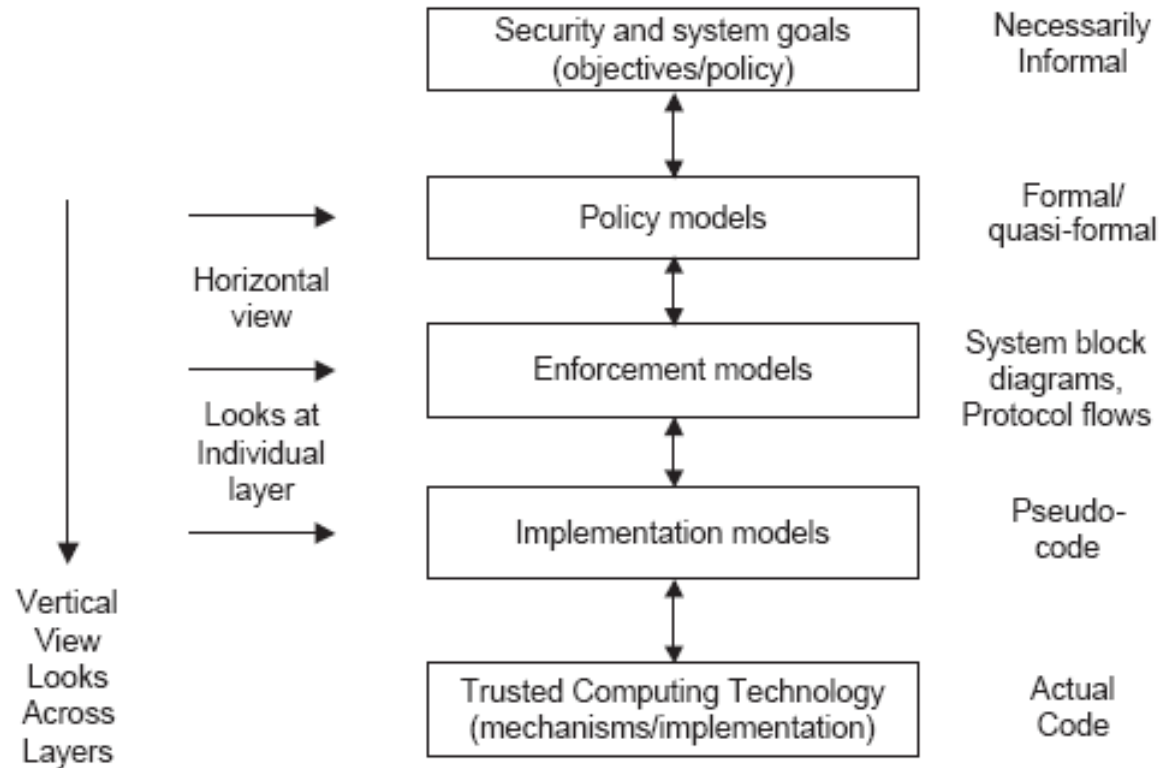 Security and system goals
(objectives/policy)
Necessarily
Informal
Policy models
Formal/
quasi-formal
Horizontal
view
Enforcement models
System block
diagrams,
Protocol flows
Looks at
Individual
layer
Implementation models
Pseudo-
code
Vertical
View
Looks
Across
Layers
Trusted Computing Technology
(mechanisms/implementation)
Actual
Code